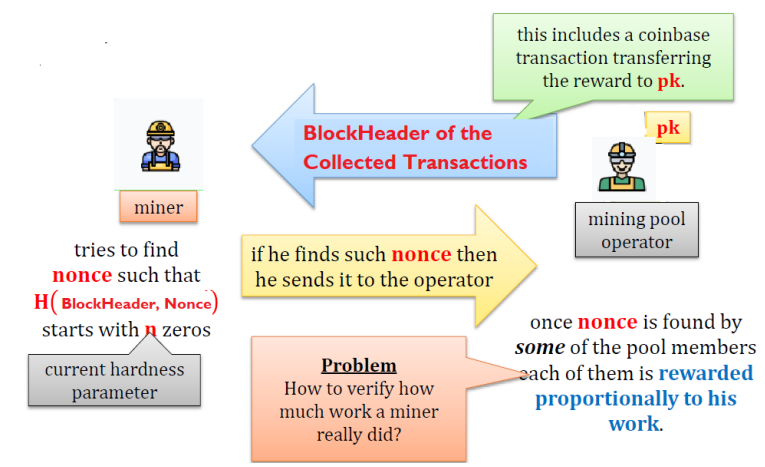 this includes a coinbase
transaction transferring
the reward to pk.
BlockHeader of the
Collected Transactions
pk
miner
mining pool
operator
tries to find
nonce such that
H( BlockHeader, Nonce)
starts with n zeros
current hardness
parameter
if he finds such nonce then
he sends it to the operator
Problem
How to verify how
much work a miner
really did?
once nonce is found by
some of the pool members
each of them is rewarded
proportionally to his
work.